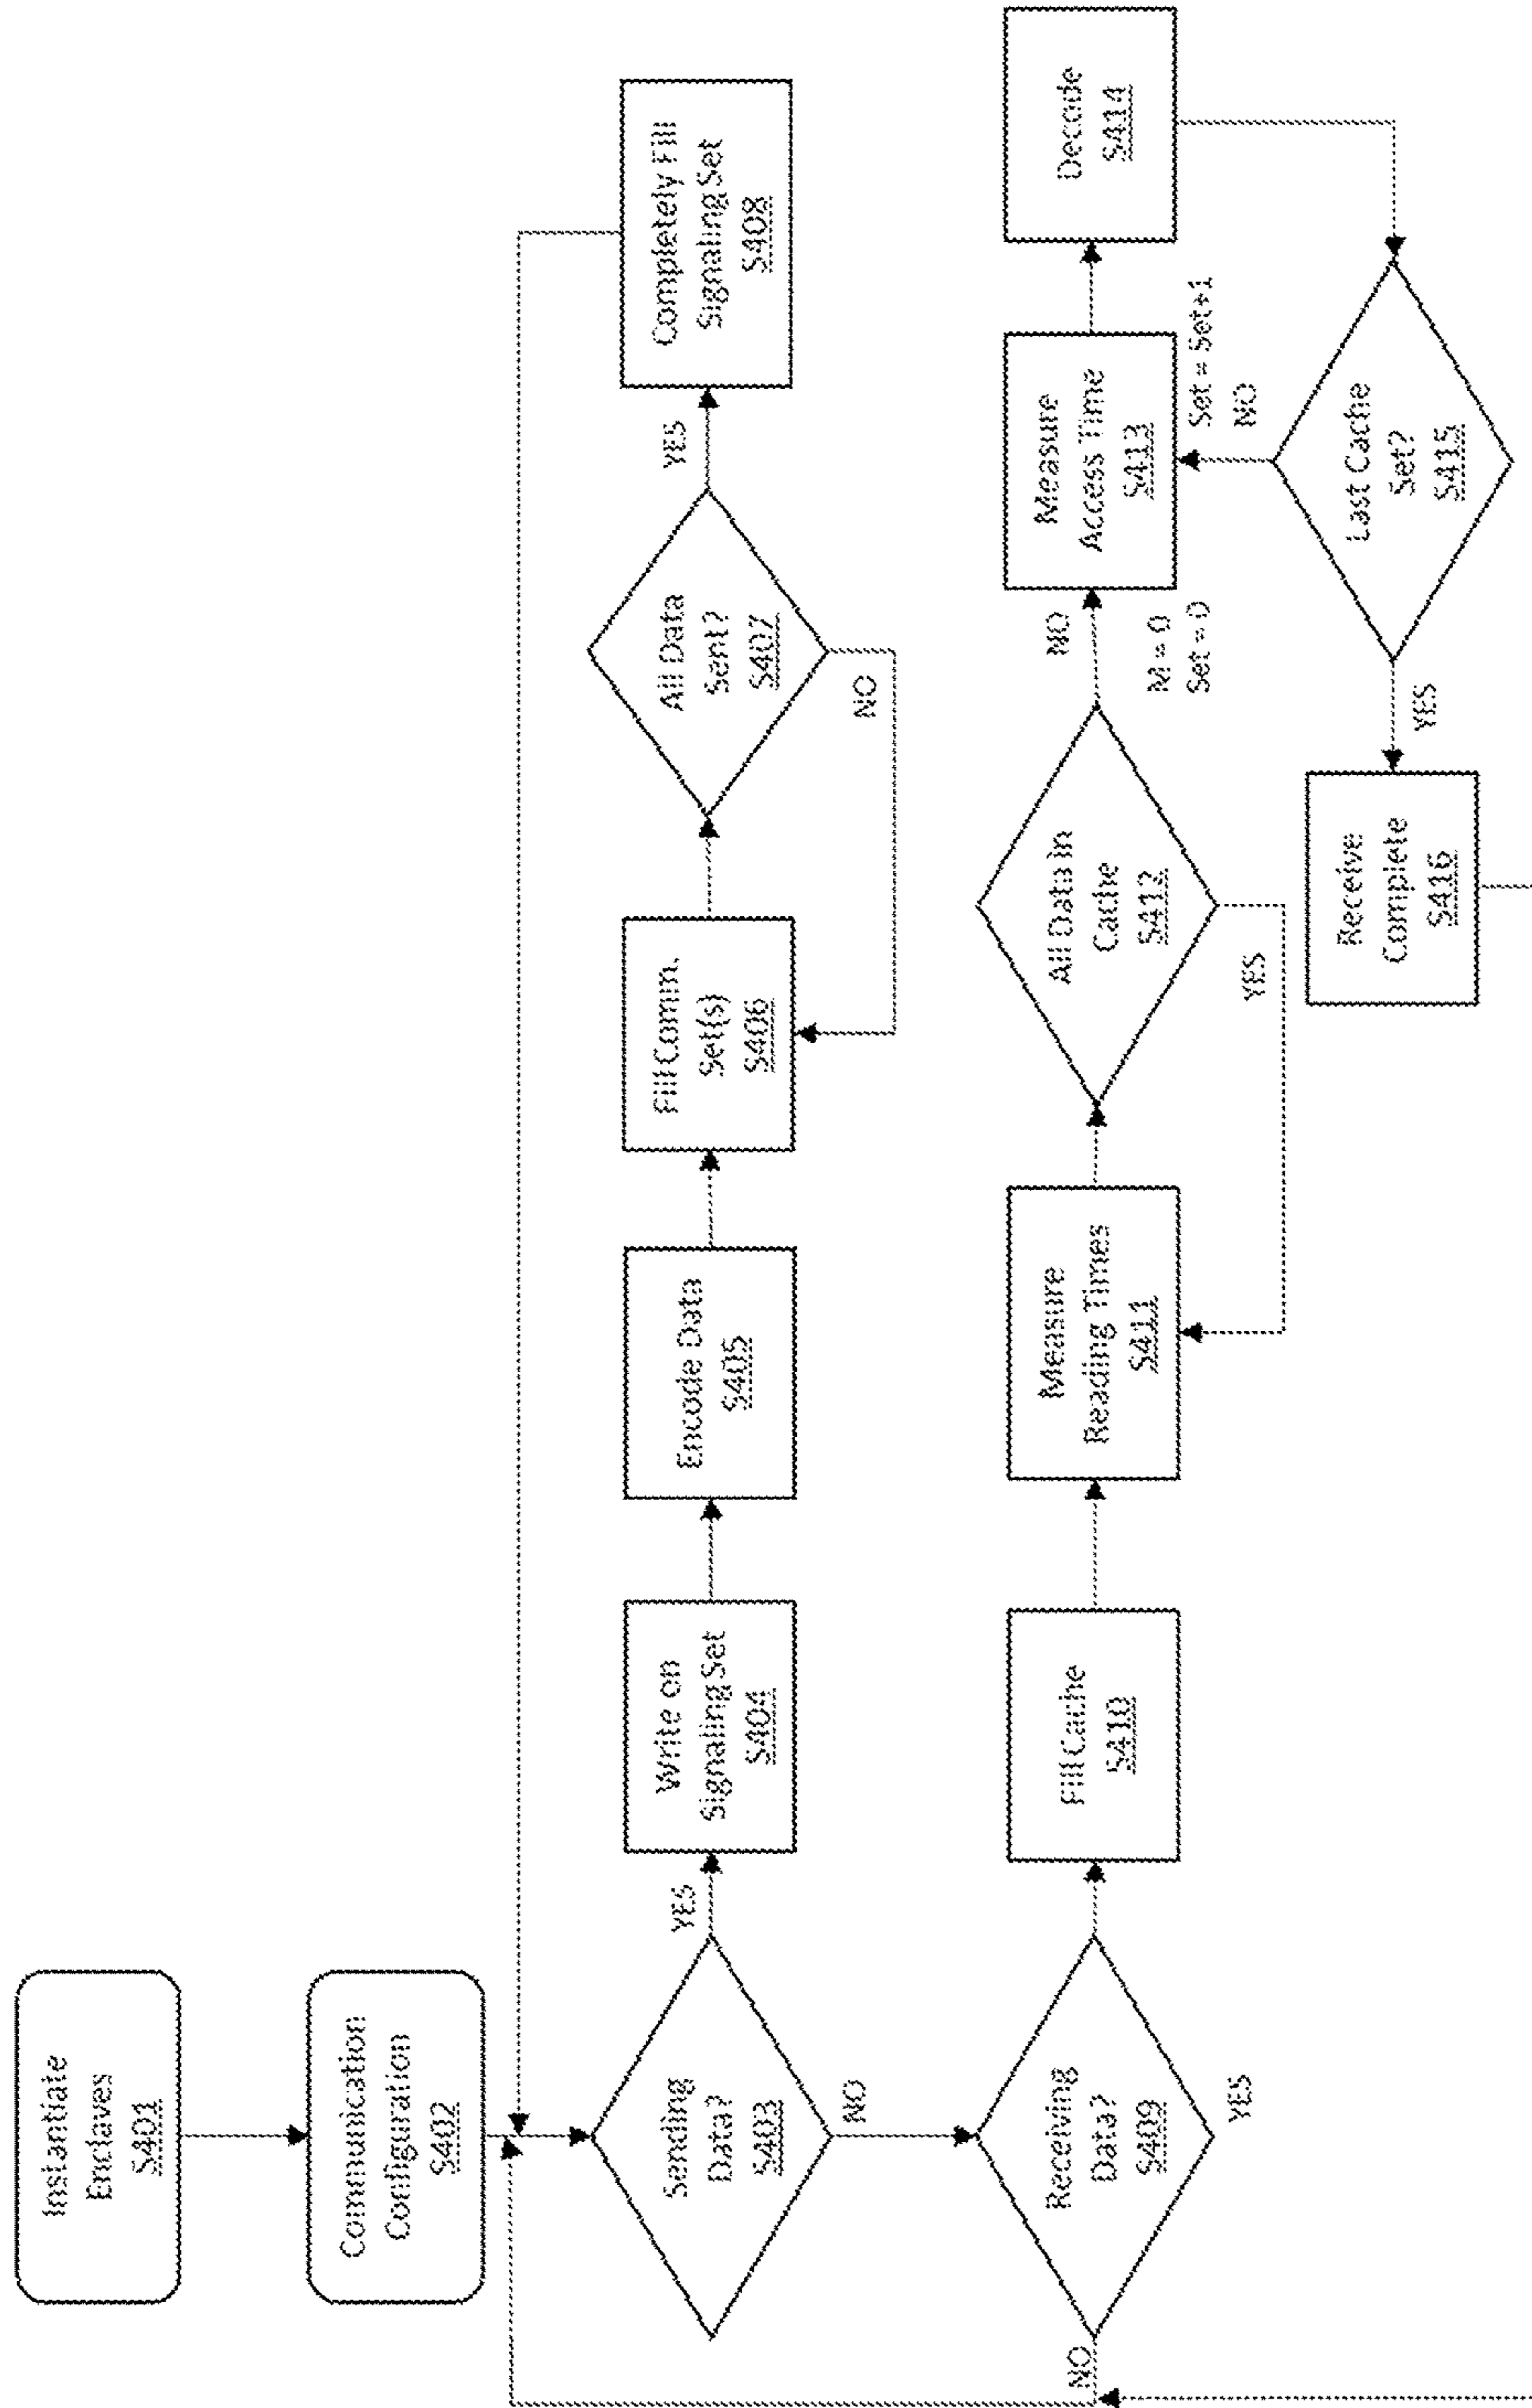 Instantiate
Enclaves
S401
Communication
Configuration
S402
Sending
Data?
S403
YES
NO
Write on
Signaling Set
S404
Encode Data
S405
Fill Comm.
Set(s)
S406
All Data
Sent?
S407
YES
NO
Completely Fill
Signaling Set
S408
Receiving
Data?
S409
NO
YES
Fill Cache
S410
Measure
Reading Times
S411
All Data in
Cache
S412
YES
NO
M = 0
Set = 0
Measure
Access Time
S413
Decode
S414
Set = Set+1
NO
Last Cache
Set?
S415
YES
Receive
Complete
S416